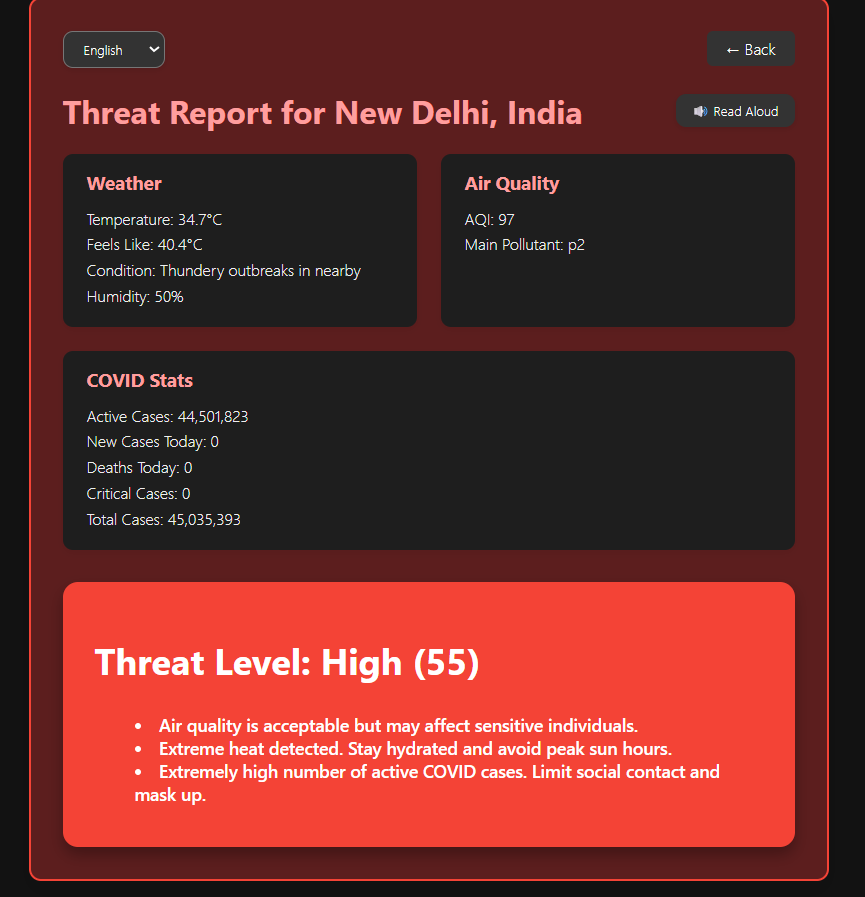 English
← Back
Threat Report for New Delhi, India
Read Aloud
Weather
Temperature: 34.7°C
Feels Like: 40.4°C
Condition: Thundery outbreaks in nearby
Humidity: 50%
Air Quality
AQI: 97
Main Pollutant: p2
COVID Stats
Active Cases: 44,501,823
New Cases Today: 0
Deaths Today: 0
Critical Cases: 0
Total Cases: 45,035,393
Threat Level: High (55)
• Air quality is acceptable but may affect sensitive individuals.
• Extreme heat detected. Stay hydrated and avoid peak sun hours.
• Extremely high number of active COVID cases. Limit social contact and
mask up.